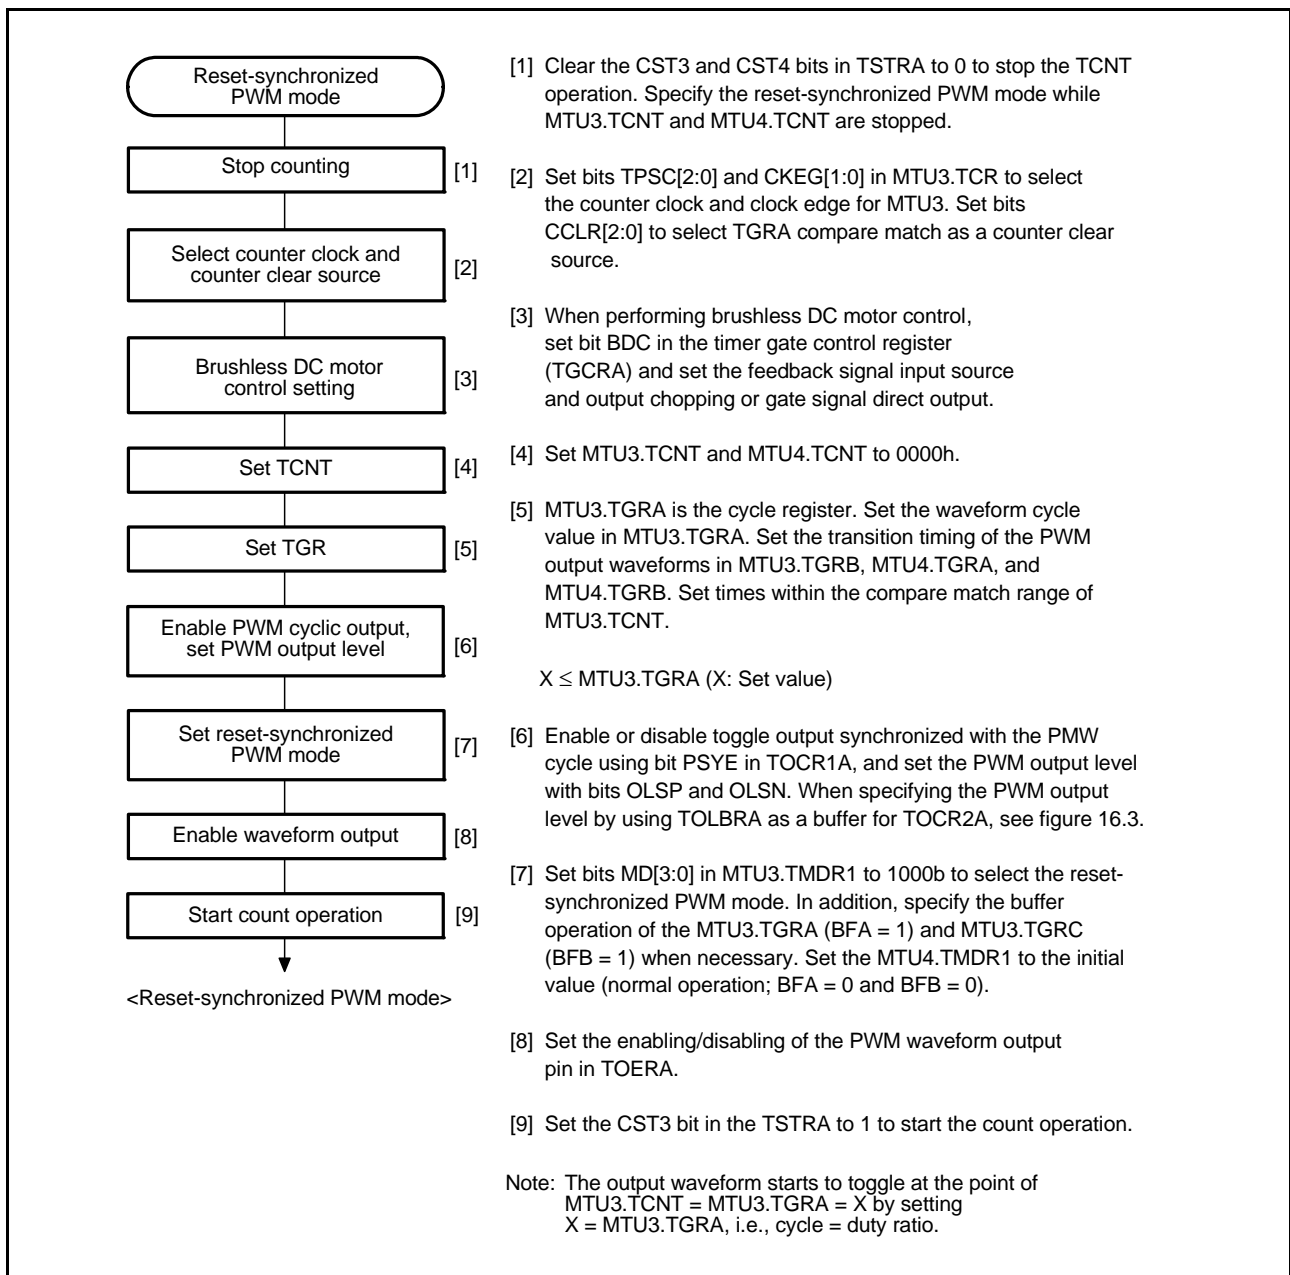 Reset-synchronized
PWM mode
Stop counting
[1]
Select counter clock and
counter clear source
[2]
Brushless DC motor
control setting
[3]
Set TCNT
[4]
Set TGR
[5]
Enable PWM cyclic output,
set PWM output level
[6]
Set reset-synchronized
PWM mode
[7]
Enable waveform output
[8]
Start count operation
[9]
<Reset-synchronized PWM mode>
[1] Clear the CST3 and CST4 bits in TSTRA to 0 to stop the TCNT
operation. Specify the reset-synchronized PWM mode while
MTU3.TCNT and MTU4.TCNT are stopped.
[2] Set bits TPSC[2:0] and CKEG[1:0] in MTU3.TCR to select
the counter clock and clock edge for MTU3. Set bits
CCLR[2:0] to select TGRA compare match as a counter clear
source.
[3] When performing brushless DC motor control,
set bit BDC in the timer gate control register
(TGCRA) and set the feedback signal input source
and output chopping or gate signal direct output.
[4] Set MTU3.TCNT and MTU4.TCNT to 0000h.
[5] MTU3.TGRA is the cycle register. Set the waveform cycle
value in MTU3.TGRA. Set the transition timing of the PWM
output waveforms in MTU3.TGRB, MTU4.TGRA, and
MTU4.TGRB. Set times within the compare match range of
MTU3.TCNT.
X ≤ MTU3.TGRA (X: Set value)
[6] Enable or disable toggle output synchronized with the PMW
cycle using bit PSYE in TOCR1A, and set the PWM output level
with bits OLSP and OLSN. When specifying the PWM output
level by using TOLBRA as a buffer for TOCR2A, see figure 16.3.
[7] Set bits MD[3:0] in MTU3.TMDR1 to 1000b to select the reset-
synchronized PWM mode. In addition, specify the buffer
operation of the MTU3.TGRA (BFA = 1) and MTU3.TGRC
(BFB = 1) when necessary. Set the MTU4.TMDR1 to the initial
value (normal operation; BFA = 0 and BFB = 0).
[8] Set the enabling/disabling of the PWM waveform output
pin in TOERA.
[9] Set the CST3 bit in the TSTRA to 1 to start the count operation.
Note: The output waveform starts to toggle at the point of
MTU3.TCNT = MTU3.TGRA = X by setting
X = MTU3.TGRA, i.e., cycle = duty ratio.